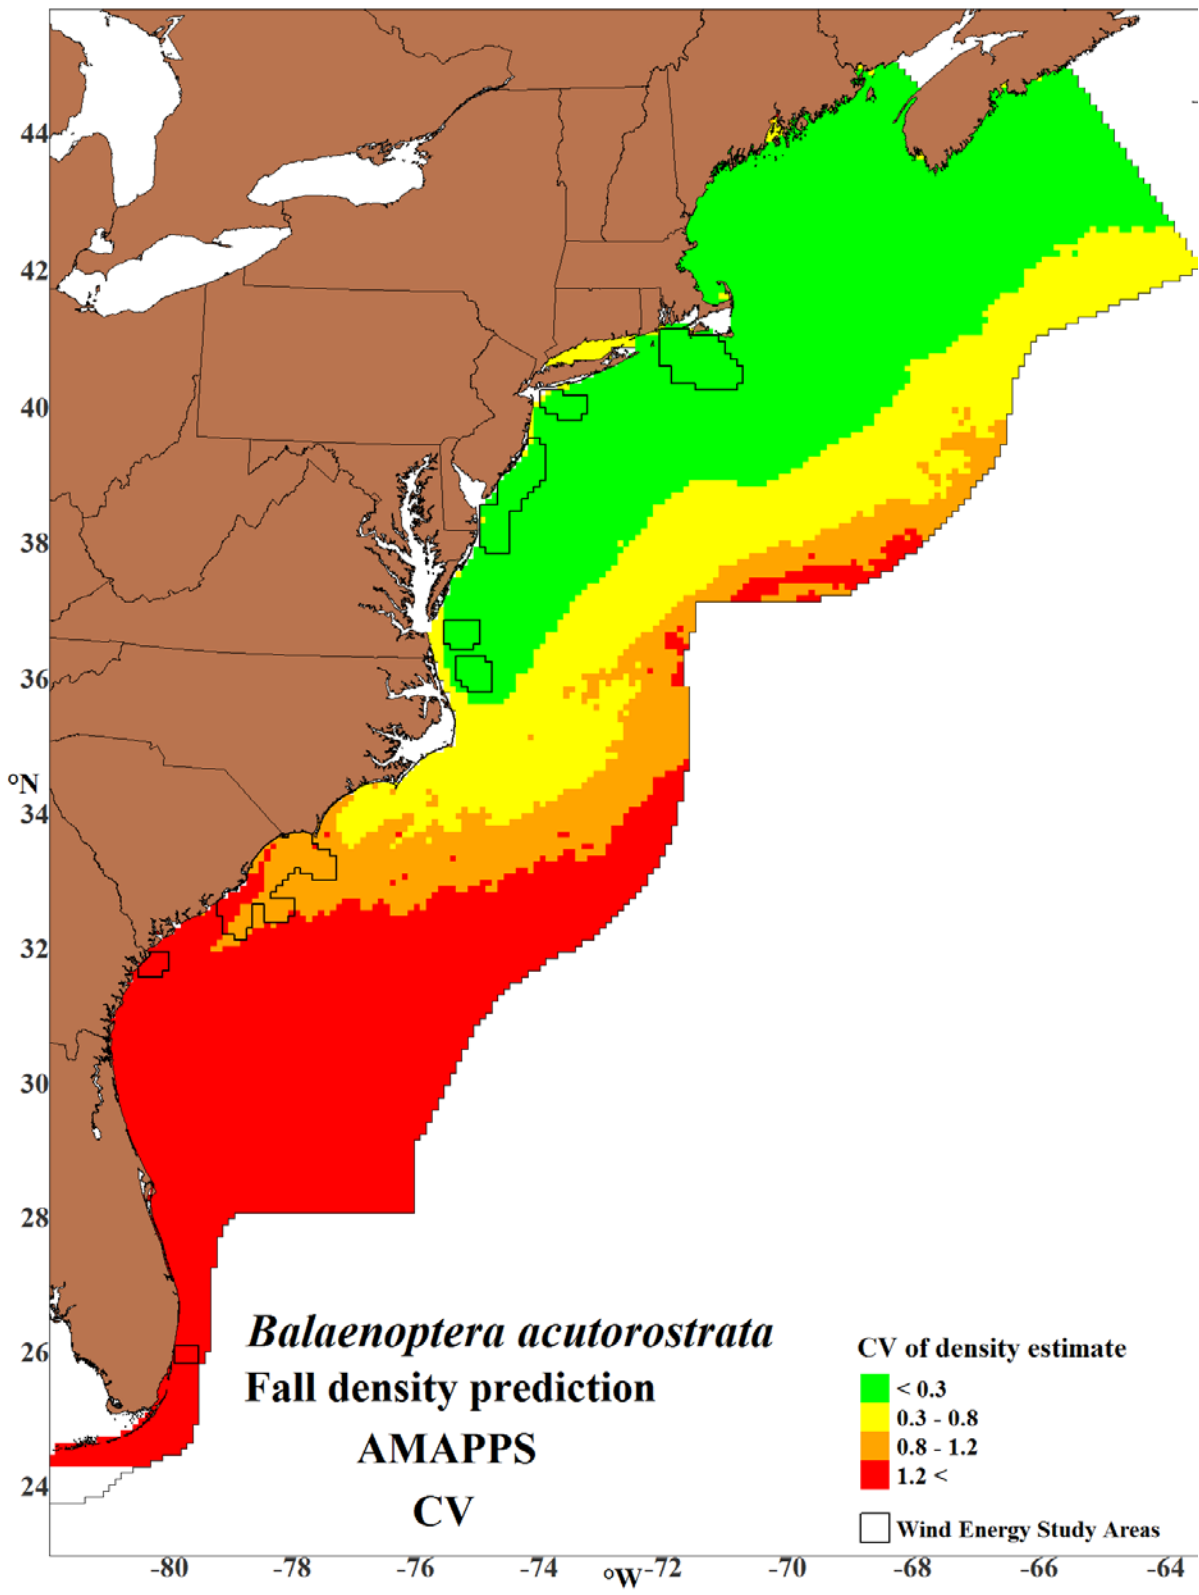 44
42
40
38
36
°N
34
32
30
28
26
24
Balaenoptera acutorostrata
Fall density prediction
AMAPPS
CV
CV of density estimate
< 0.3
0.3 - 0.8
0.8 - 1.2
1.2 <
Wind Energy Study Areas
-80 -78 -76 -74 °W -72 -70 -68 -66 -64